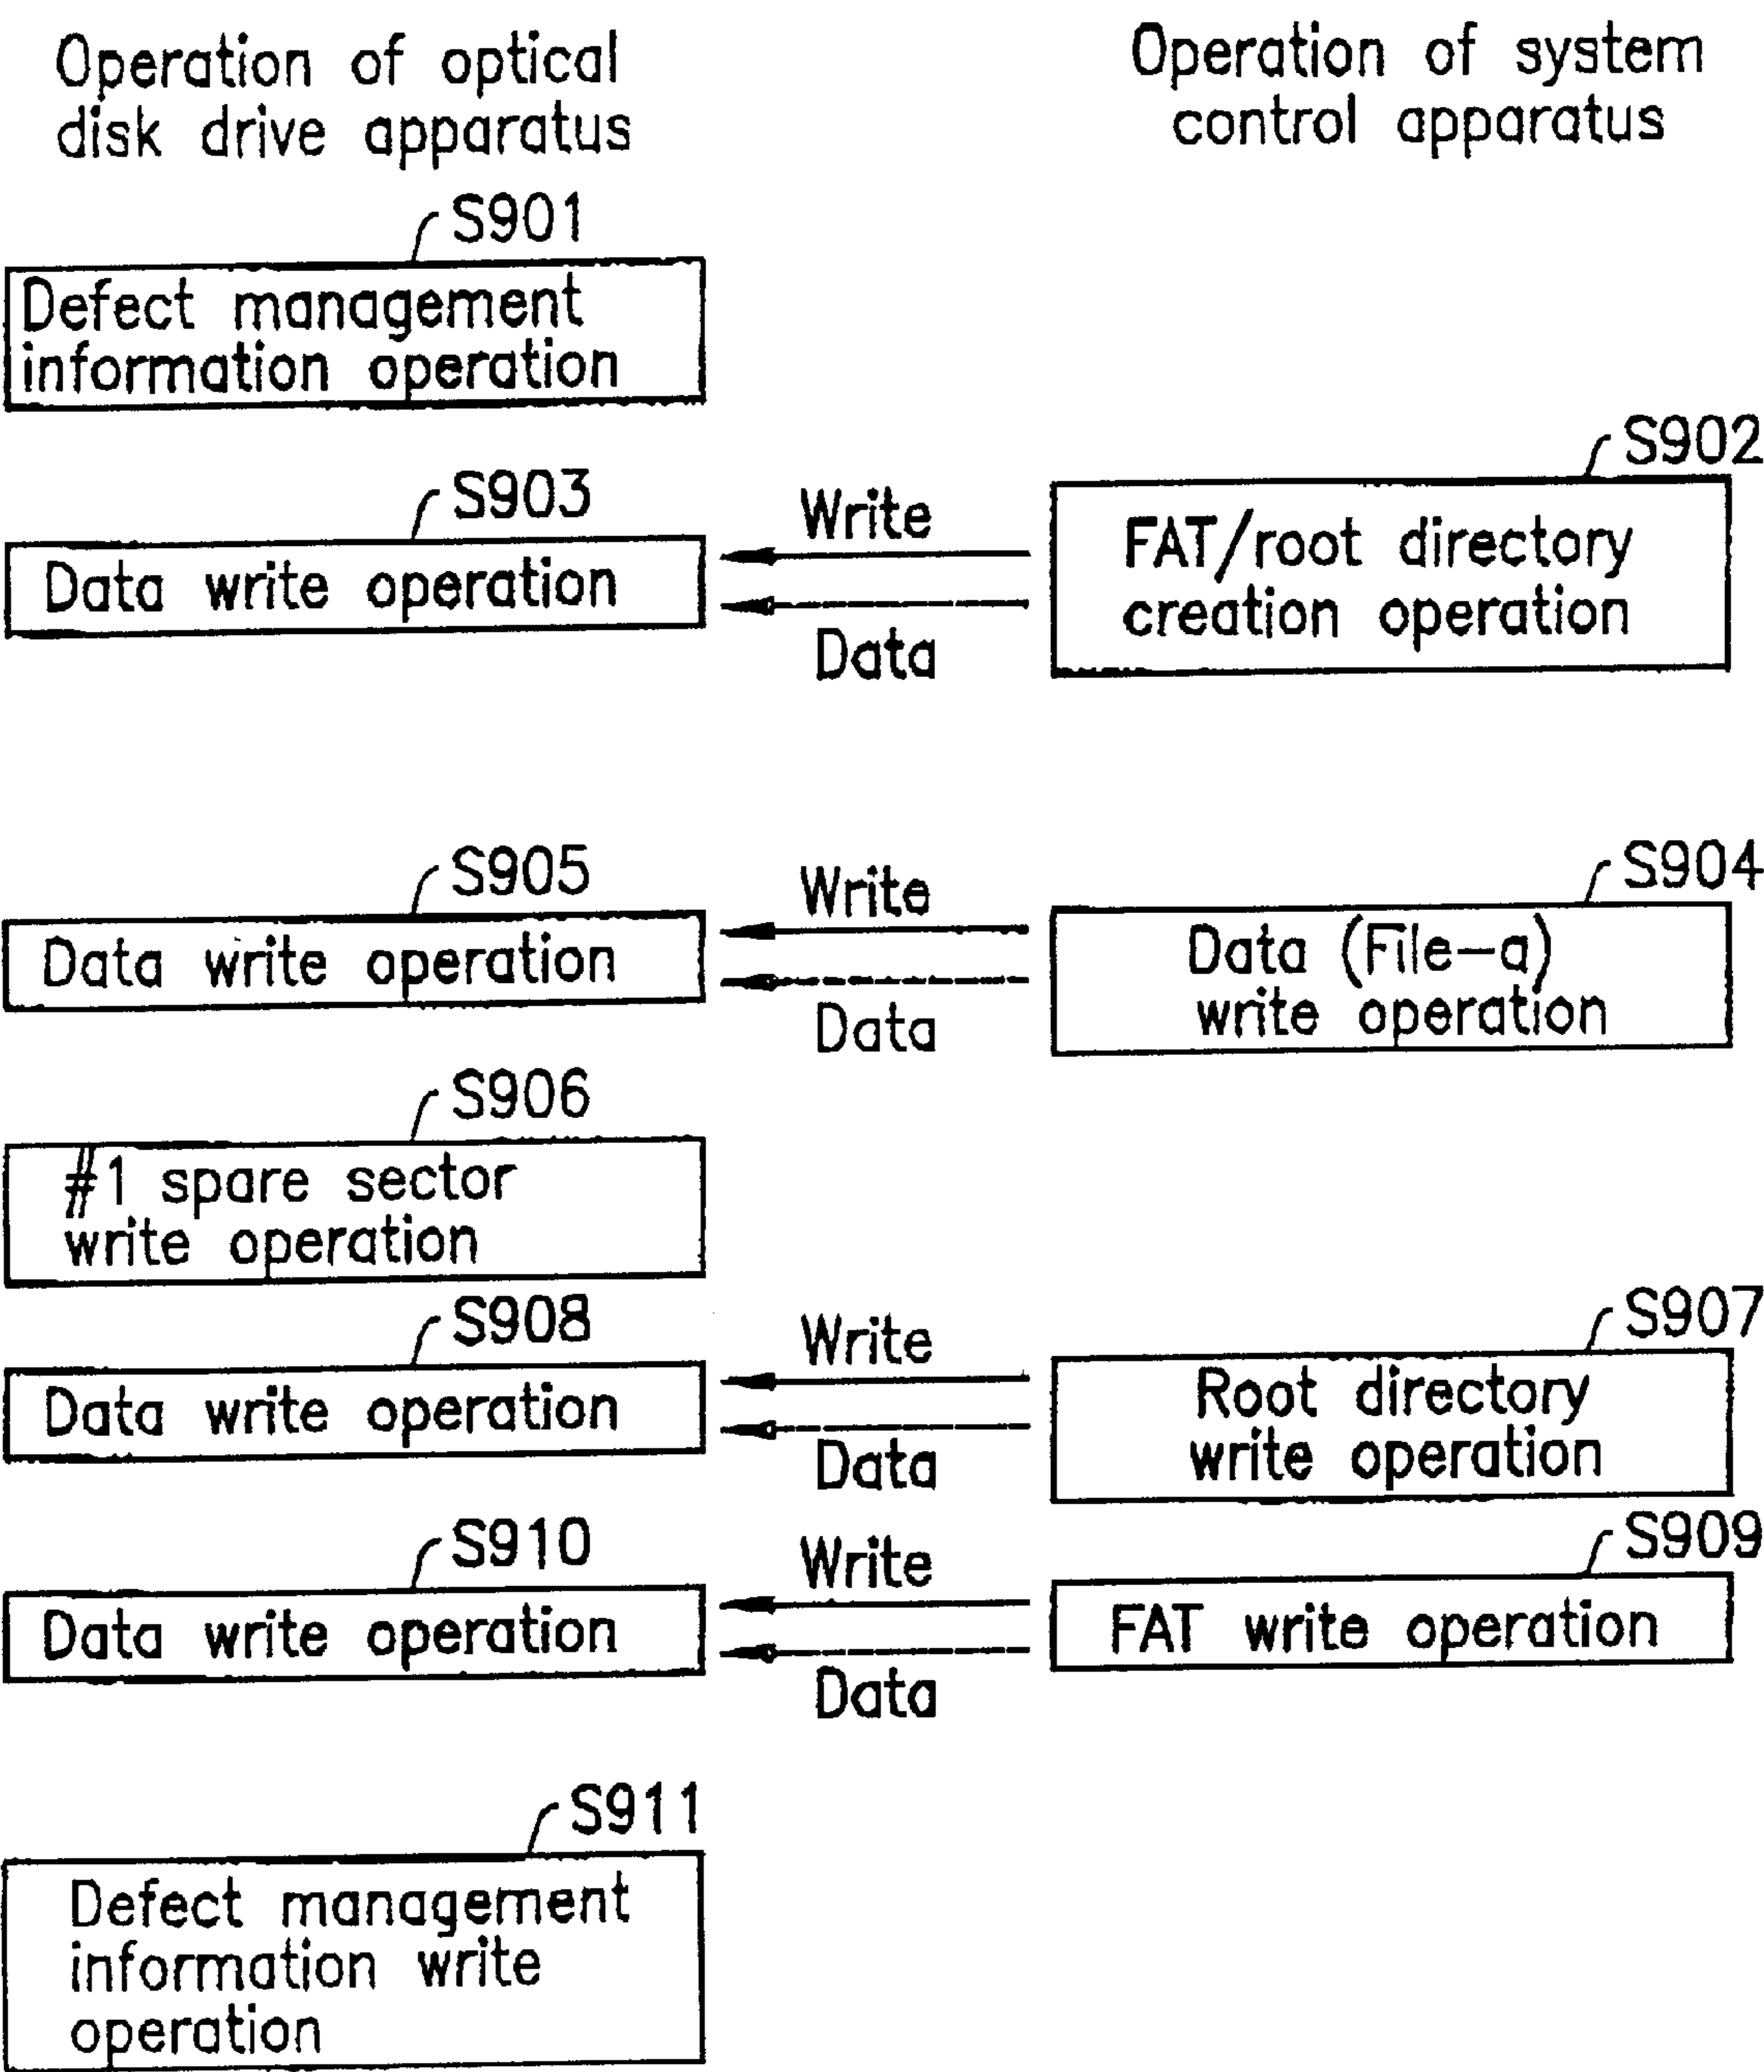 Operation of optical
disk drive apparatus
Operation of system
control apparatus
S901
Defect management
information operation
S902
FAT/root directory
creation operation
Write
Data
S903
Data write operation
S904
Data (File-a)
write operation
Write
Data
S905
Data write operation
S906
#1 spare sector
write operation
S907
Root directory
write operation
Write
Data
S908
Data write operation
S909
FAT write operation
Write
Data
S910
Data write operation
S911
Defect management
information write
operation